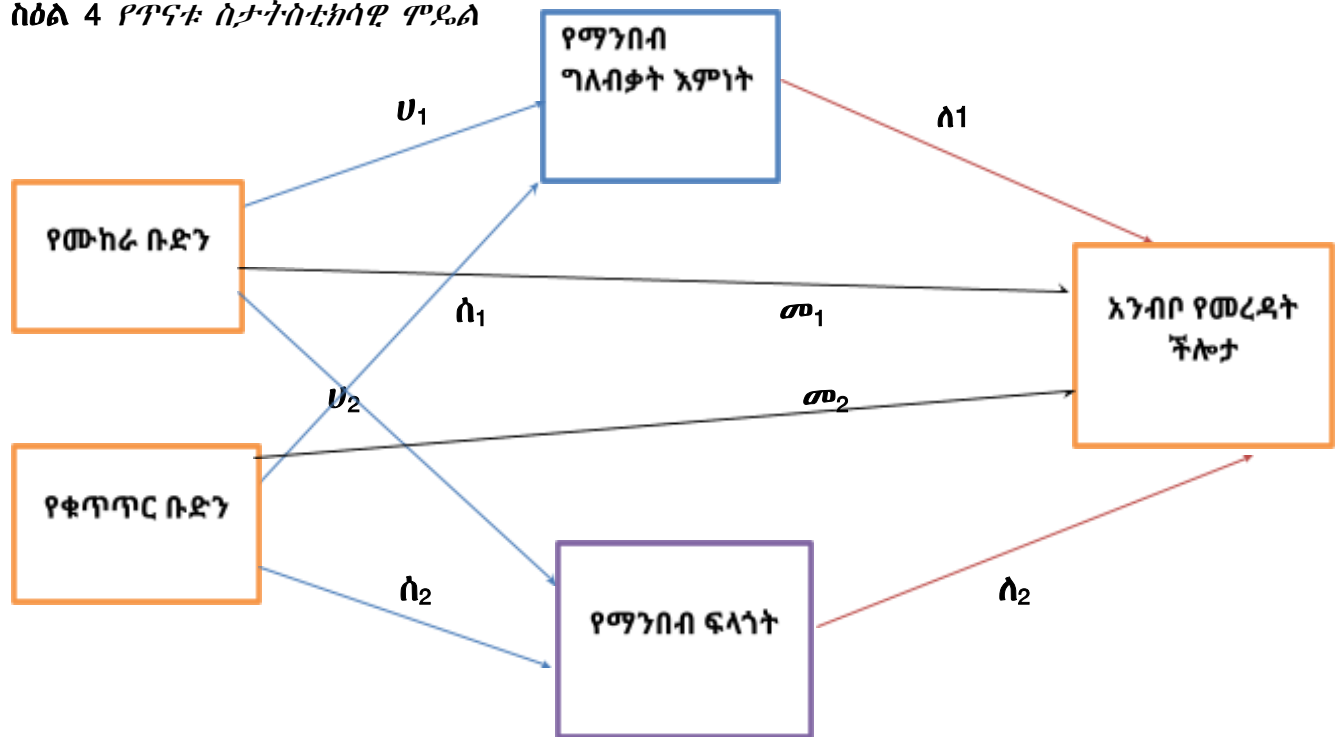 ስዕል 4 የጥናቱ ስታትስቲክሳዊ ሞዴል
የማንበብ
ግለብቃት እምነት
ሀ1
ለ1
የሙከራ ቡድን
ሰ1
መ1
አንብቦ የመረዳት
ችሎታ
ሀ2
መ2
የቁጥጥር ቡድን
ሰ2
ለ2
የማንበብ ፍላጎት